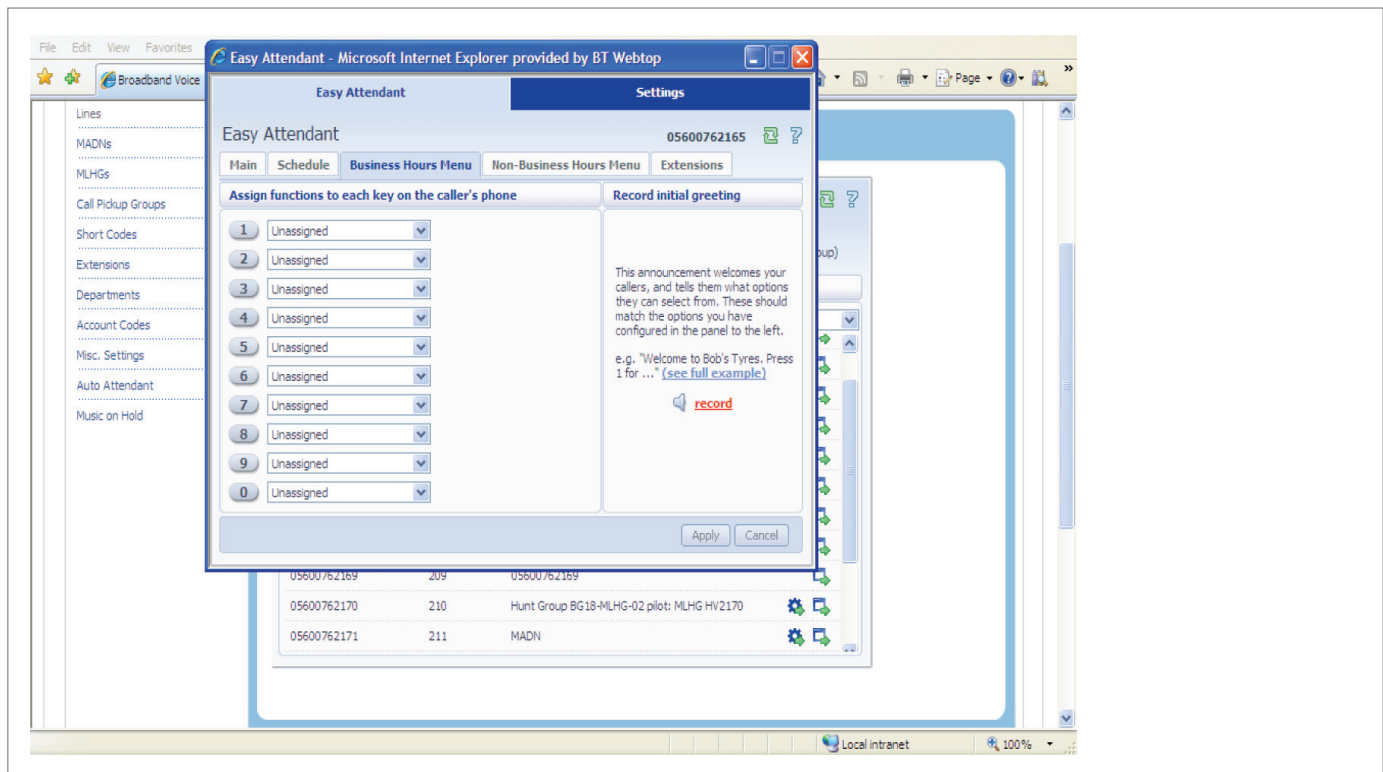 File Edit View Favorites
Easy Attendant - Microsoft Internet Explorer provided by BT Webtop
Broadband Voice
Page
»
Easy Attendant Settings
Lines
MADNs
MLHGs
Call Pickup Groups
Short Codes
Extensions
Departments
Account Codes
Misc. Settings
Auto Attendant
Music on Hold
Easy Attendant 05600762165
Main Schedule Business Hours Menu Non-Business Hours Menu Extensions
Assign functions to each key on the caller's phone
1 Unassigned
2 Unassigned
3 Unassigned
4 Unassigned
5 Unassigned
6 Unassigned
7 Unassigned
8 Unassigned
9 Unassigned
0 Unassigned
Record initial greeting
This announcement welcomes your
callers, and tells them what options
they can select from. These should
match the options you have
configured in the panel to the left.
e.g. "Welcome to Bob's Tyres. Press
1 for ..." (see full example)
record
Apply Cancel
oup)
05600762169 209 05600762169
05600762170 210 Hunt Group BG18-MLHG-02 pilot: MLHG HV2170
05600762171 211 MADN
Local intranet 100%